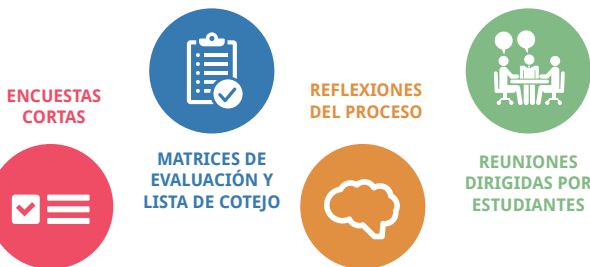 ENCUESTAS
CORTAS
MATRICES DE
EVALUACIÓN Y
LISTA DE COTEJO
REFLEXIONES
DEL PROCESO
REUNIONES
DIRIGIDAS POR
ESTUDIANTES